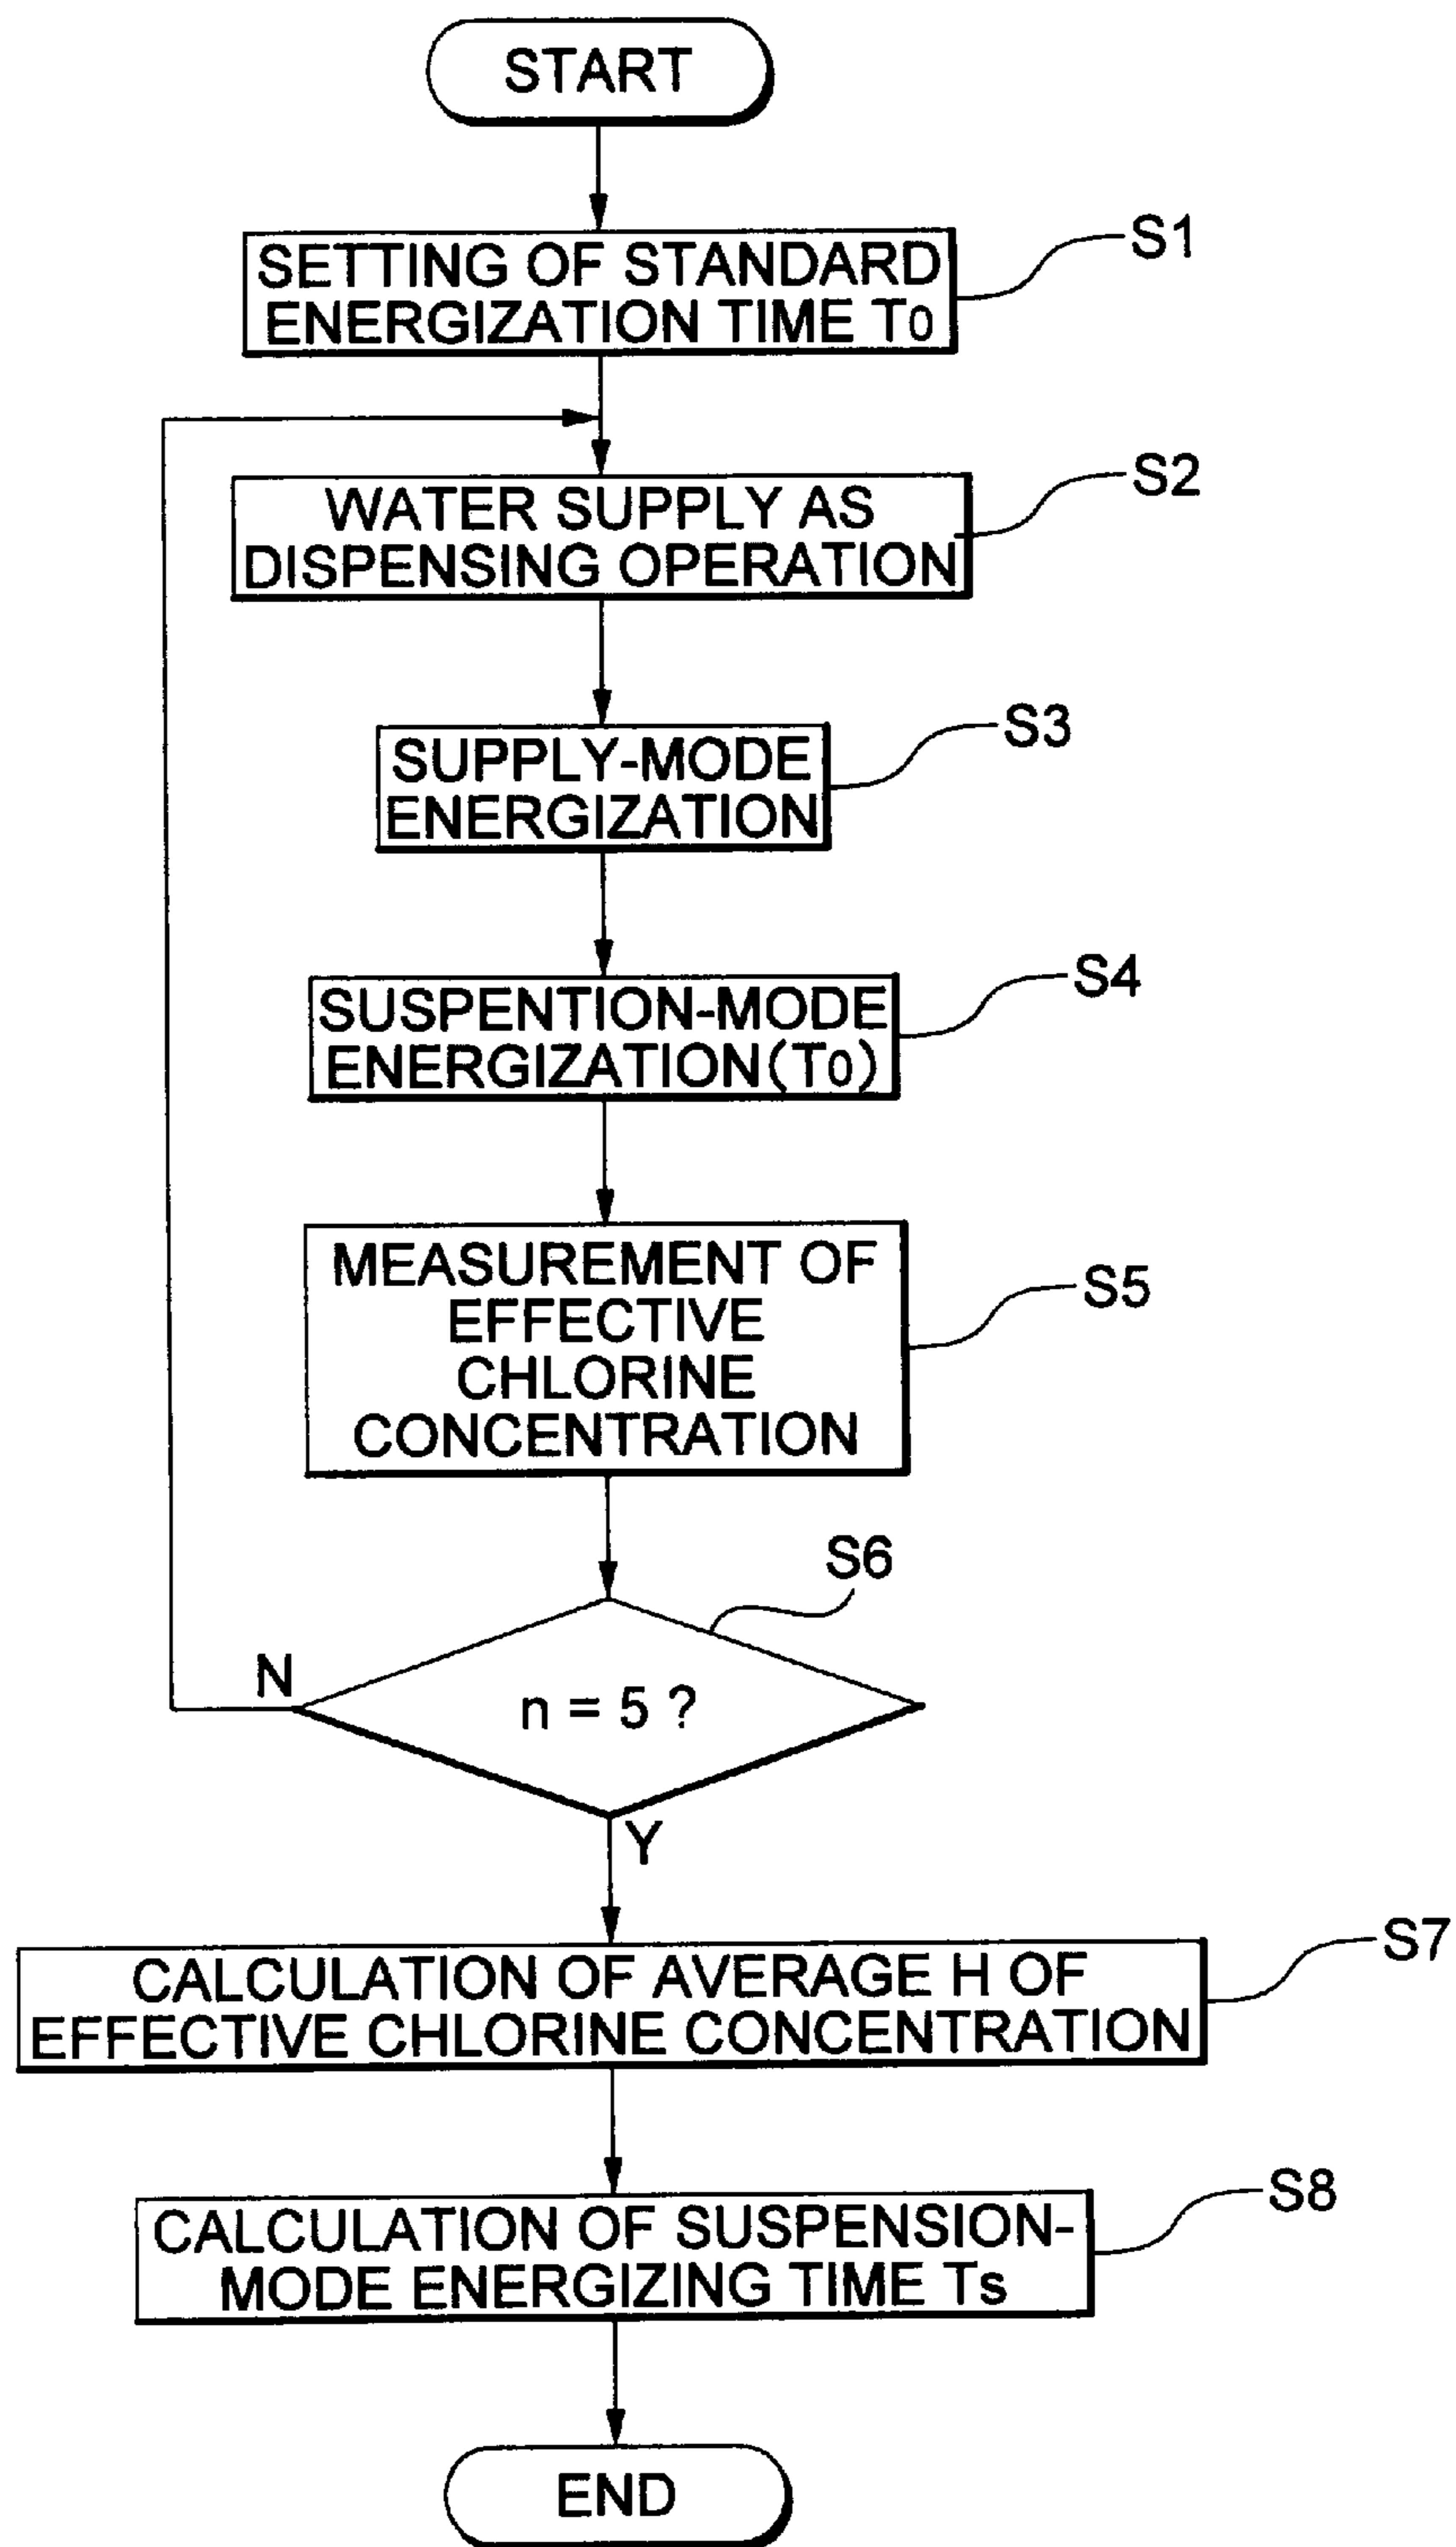 START
S1
SETTING OF STANDARD
ENERGIZATION TIME T0
S2
WATER SUPPLY AS
DISPENSING OPERATION
S3
SUPPLY-MODE
ENERGIZATION
S4
SUSPENTION-MODE
ENERGIZATION(T0)
S5
MEASUREMENT OF
EFFECTIVE
CHLORINE
CONCENTRATION
S6
N
n = 5 ?
Y
S7
CALCULATION OF AVERAGE H OF
EFFECTIVE CHLORINE CONCENTRATION
S8
CALCULATION OF SUSPENSION-
MODE ENERGIZING TIME Ts
END